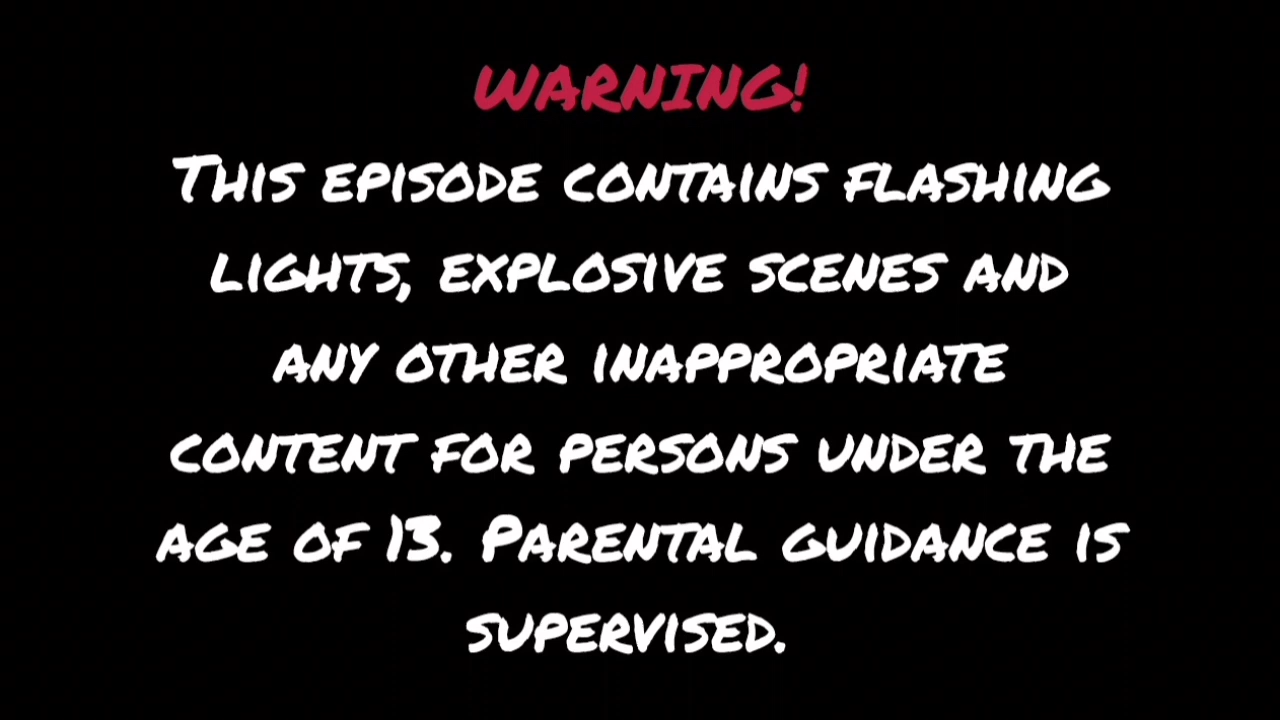 WARNING!
This episode contains flashing
lights, explosive scenes and
any other inappropriate
content for persons under the
age of 13. Parental guidance is
supervised.